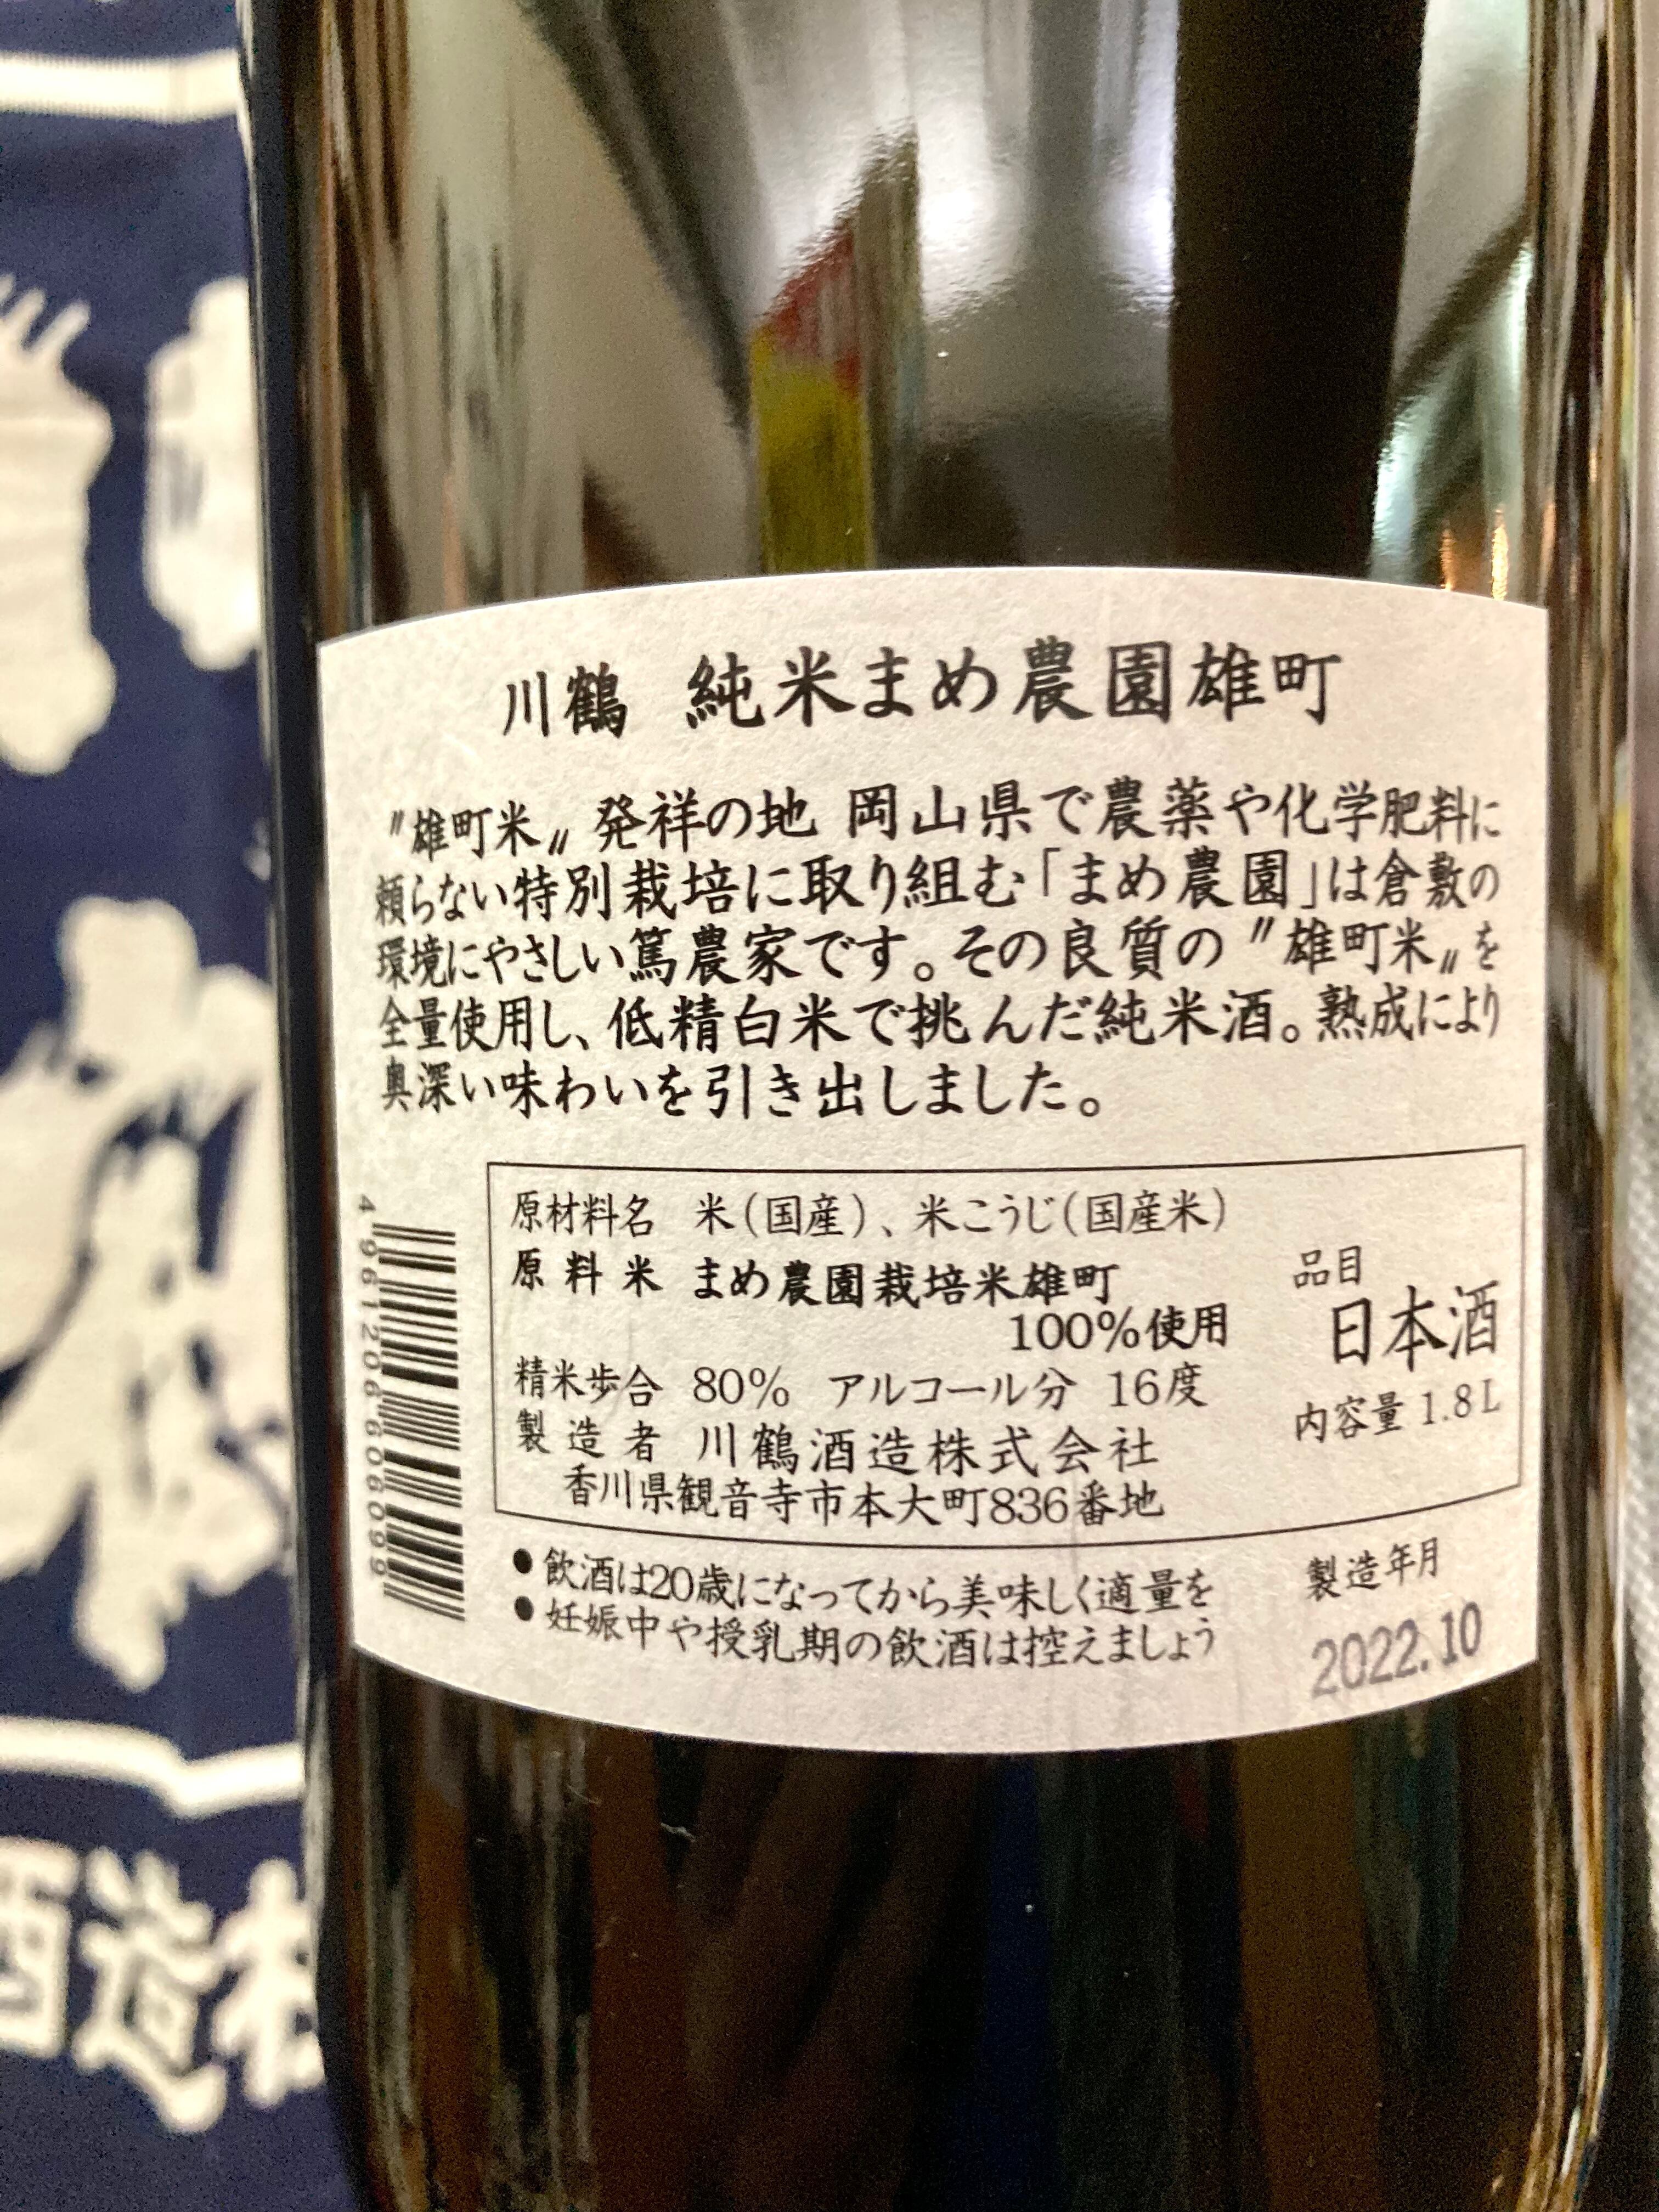 川鶴 純米まめ農園雄町
〝雄町米〟発祥の地 岡山県で農薬や化学肥料に
頼らない特別栽培に取り組む「まめ農園」は倉敷の
環境にやさしい篤農家です。その良質の〝雄町米〟を
全量使用し、低精白米で挑んだ純米酒。熟成により
奥深い味わいを引き出しました。
原材料名 米(国産)、米こうじ(国産米)
原料米 まめ農園栽培米雄町
100%使用
精米歩合 80% アルコール分 16度
製造者 川鶴酒造株式会社
香川県観音寺市本大町836番地
品目
日本酒
内容量 1.8L
●飲酒は20歳になってから美味しく適量を
●妊娠中や授乳期の飲酒は控えましょう
製造年月
2022.10
4961206606099
酒造株